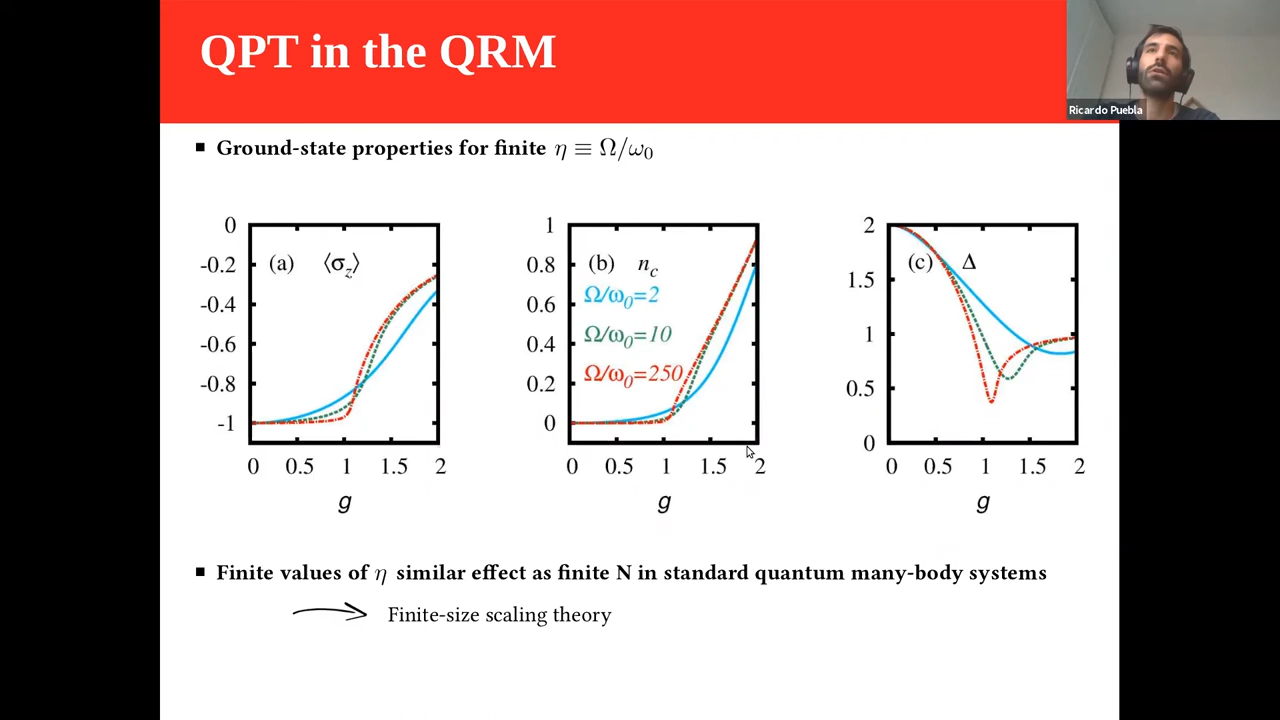 QPT in the QRM
Ricardo Puebla
▪ Ground-state properties for finite η ≡ Ω/ω₀
0
-0.2
-0.4
-0.6
-0.8
-1
(a) ⟨σz⟩
0 0.5 1 1.5 2
g
1
0.8
0.6
0.4
0.2
0
(b) nc
Ω/ω₀=2
Ω/ω₀=10
Ω/ω₀=250
0 0.5 1 1.5 2
g
2
1.5
1
0.5
0
(c) Δ
0 0.5 1 1.5 2
g
▪ Finite values of η similar effect as finite N in standard quantum many-body systems
Finite-size scaling theory